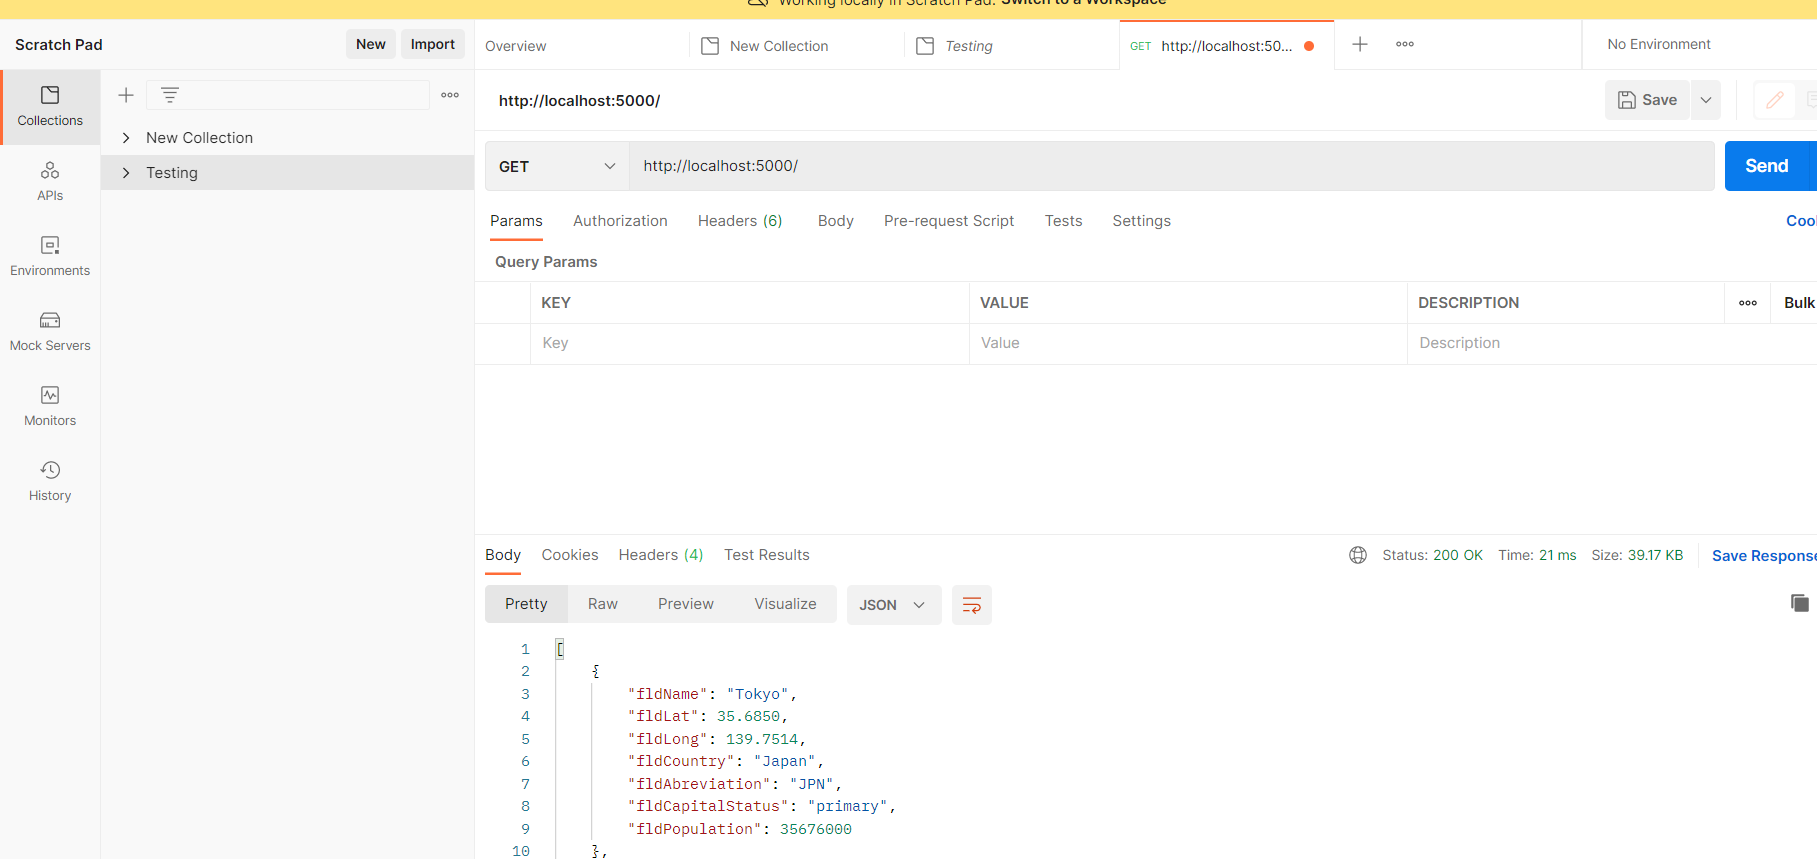 Working locally in Scratch Pad. Switch to a Workspace
Scratch Pad
New
Import
Overview
New Collection
Testing
GET http://localhost:50...
No Environment
Collections
APIs
Environments
Mock Servers
Monitors
History
New Collection
Testing
http://localhost:5000/
Save
GET
http://localhost:5000/
Send
Params Authorization Headers (6) Body Pre-request Script Tests Settings
Query Params
KEY VALUE DESCRIPTION Bulk
Key Value Description
Body Cookies Headers (4) Test Results
Status: 200 OK Time: 21 ms Size: 39.17 KB Save Response
Pretty Raw Preview Visualize JSON
1 [
2 {
3 "fldName": "Tokyo",
4 "fldLat": 35.6850,
5 "fldLong": 139.7514,
6 "fldCountry": "Japan",
7 "fldAbreviation": "JPN",
8 "fldCapitalStatus": "primary",
9 "fldPopulation": 35676000
10 },